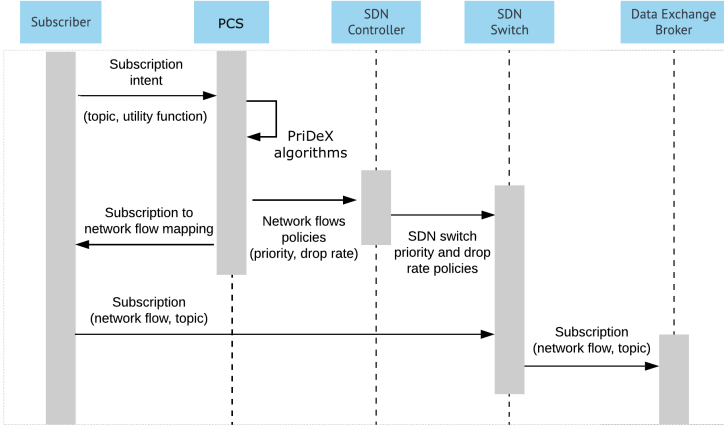 Subscriber
PCS
SDN
Controller
SDN
Switch
Data Exchange
Broker
Subscription
intent
(topic, utility function)
PriDeX
algorithms
Subscription to
network flow mapping
Network flows
policies
(priority, drop rate)
SDN switch
priority and drop
rate policies
Subscription
(network flow, topic)
Subscription
(network flow, topic)